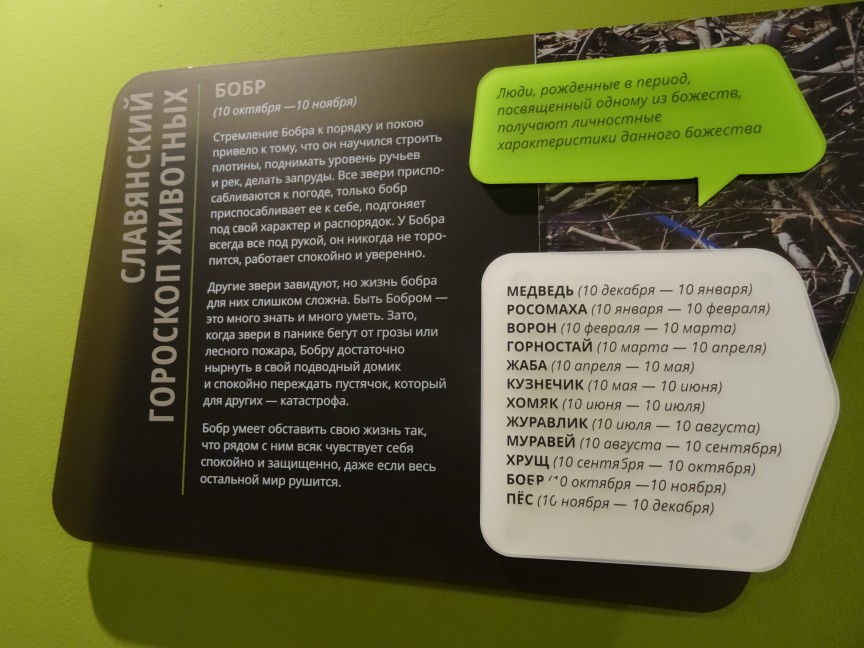 СЛАВЯНСКИЙ
ГОРОСКОП ЖИВОТНЫХ
БОБР
(10 октября —10 ноября)
Стремление Бобра к порядку и покою
привело к тому, что он научился строить
плотины, поднимать уровень ручьев
и рек, делать запруды. Все звери приспо-
сабливаются к погоде, только бобр
приспосабливает ее к себе, подгоняет
под свой характер и распорядок. У Бобра
всегда все под рукой, он никогда не торо-
пится, работает спокойно и уверенно.
Другие звери завидуют, но жизнь бобра
для них слишком сложна. Быть Бобром —
это много знать и много уметь. Зато,
когда звери в панике бегут от грозы или
лесного пожара, Бобру достаточно
нырнуть в свой подводный домик
и спокойно переждать пустячок, который
для других — катастрофа.
Бобр умеет обставить свою жизнь так,
что рядом с ним всяк чувствует себя
спокойно и защищенно, даже если весь
остальной мир рушится.
Люди, рожденные в период,
посвященный одному из божеств,
получают личностные
характеристики данного божества
МЕДВЕДЬ (10 декабря — 10 января)
РОСОМАХА (10 января — 10 февраля)
ВОРОН (10 февраля — 10 марта)
ГОРНОСТАЙ (10 марта — 10 апреля)
ЖАБА (10 апреля — 10 мая)
КУЗНЕЧИК (10 мая — 10 июня)
ХОМЯК (10 июня — 10 июля)
ЖУРАВЛИК (10 июля — 10 августа)
МУРАВЕЙ (10 августа — 10 сентября)
ХРУЩ (10 сентября — 10 октября)
БОБР (10 октября —10 ноября)
ПЁС (10 ноября — 10 декабря)